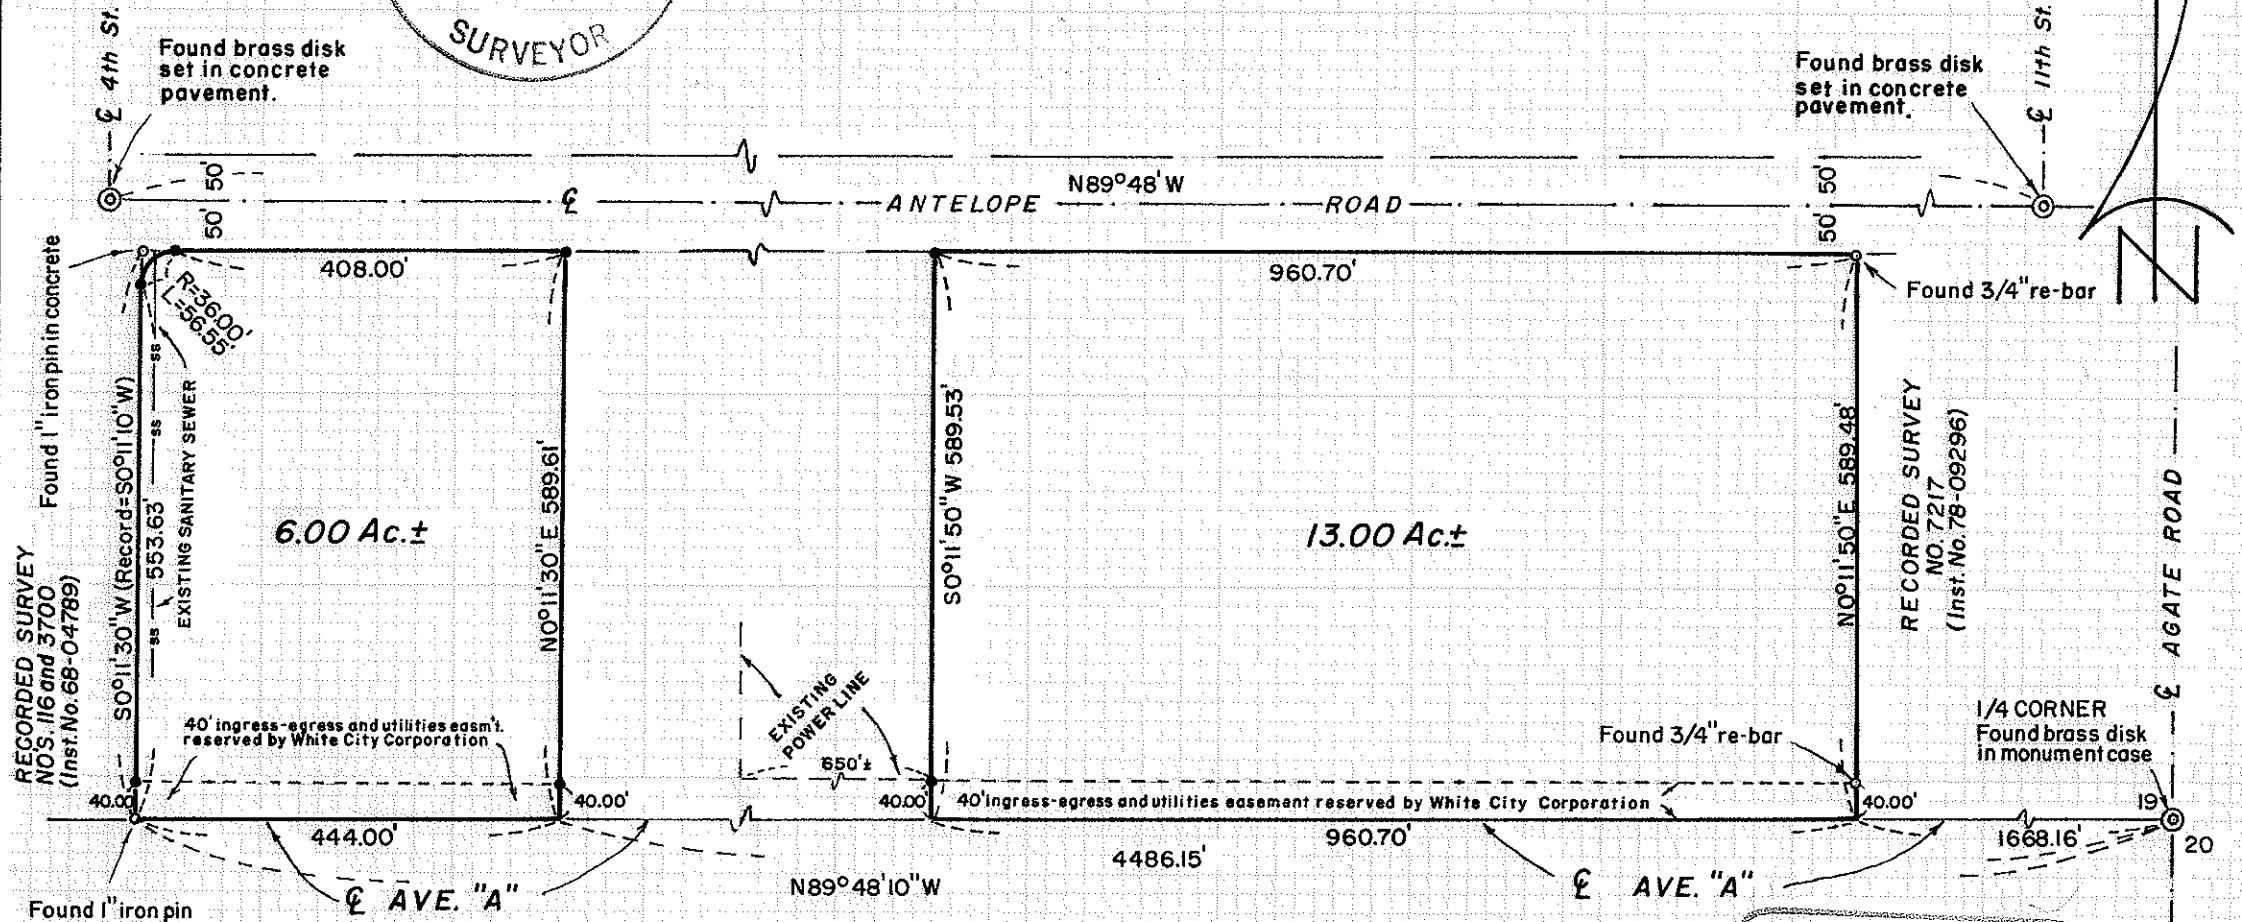 SURVEYOR
℄ 4th St.
Found brass disk
set in concrete
pavement.
Found brass disk
set in concrete
pavement.
℄ 11th St.
50'
50'
℄
N89°48'W
ANTELOPE ROAD
50'
50'
N
Found 1" iron pin in concrete
408.00'
R=36.00'
L=56.55'
960.70'
Found 3/4" re-bar
RECORDED SURVEY
NO'S. 116 and 3700
(Inst. No. 68-04789)
S0°11'30"W (Record=S0°11'10"W)
553.63'
ss
ss
ss
EXISTING SANITARY SEWER
6.00 Ac.±
N0°11'30"E 589.61'
S0°11'50"W 589.53'
13.00 Ac.±
N0°11'50"E 589.48'
RECORDED SURVEY
NO. 7217
(Inst. No. 78-09296)
℄ AGATE ROAD
40' ingress-egress and utilities easm't.
reserved by White City Corporation
EXISTING
POWER LINE
650'±
Found 3/4" re-bar
1/4 CORNER
Found brass disk
in monument case
40.00'
40.00'
40.00'
40' ingress-egress and utilities easement reserved by White City Corporation
40.00'
19
20
444.00'
960.70'
1668.16'
4486.15'
N89°48'10"W
℄ AVE. "A"
℄ AVE. "A"
Found 1" iron pin